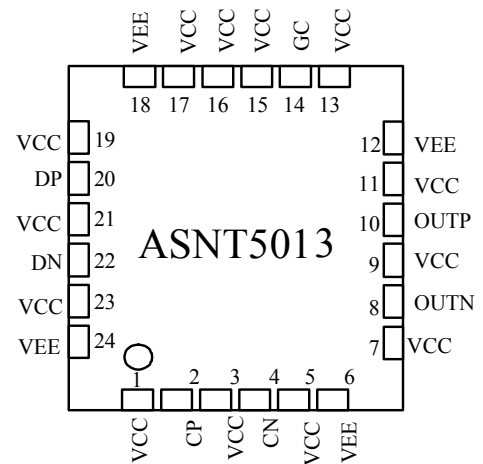 VEE VCC VCC VCC GC VCC
18 17 16 15 14 13
VCC 19
DP 20
VCC 21
DN 22
VCC 23
VEE 24
ASNT5013
12 VEE
11 VCC
10 OUTP
9 VCC
8 OUTN
7 VCC
1 2 3 4 5 6
VCC CP VCC CN VCC VEE